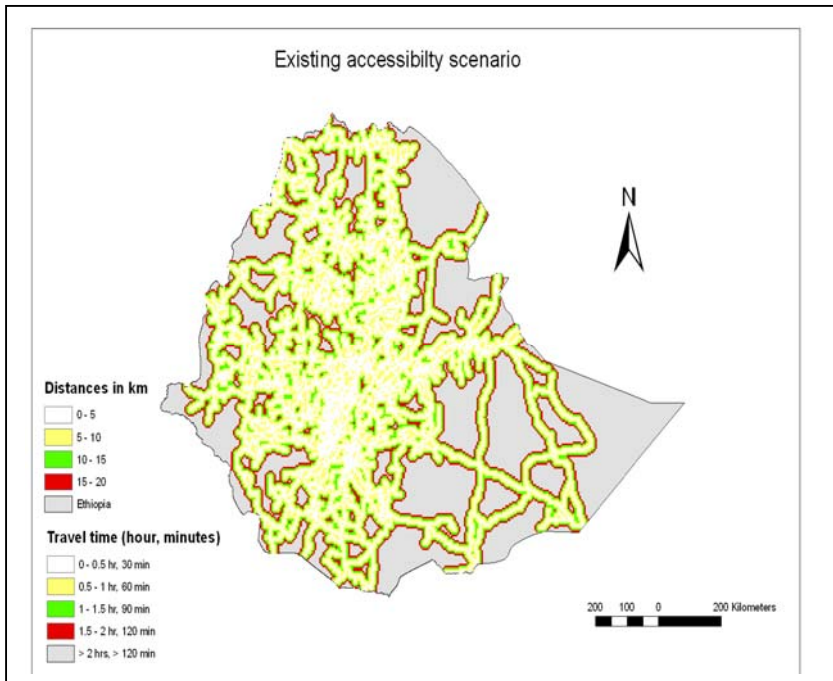 Existing accessibilty scenario
N
Distances in km
0 - 5
5 - 10
10 - 15
15 - 20
Ethiopia
Travel time (hour, minutes)
0 - 0.5 hr, 30 min
0.5 - 1 hr, 60 min
1 - 1.5 hr, 90 min
1.5 - 2 hr, 120 min
> 2 hrs, > 120 min
200 100 0 200 Kilometers